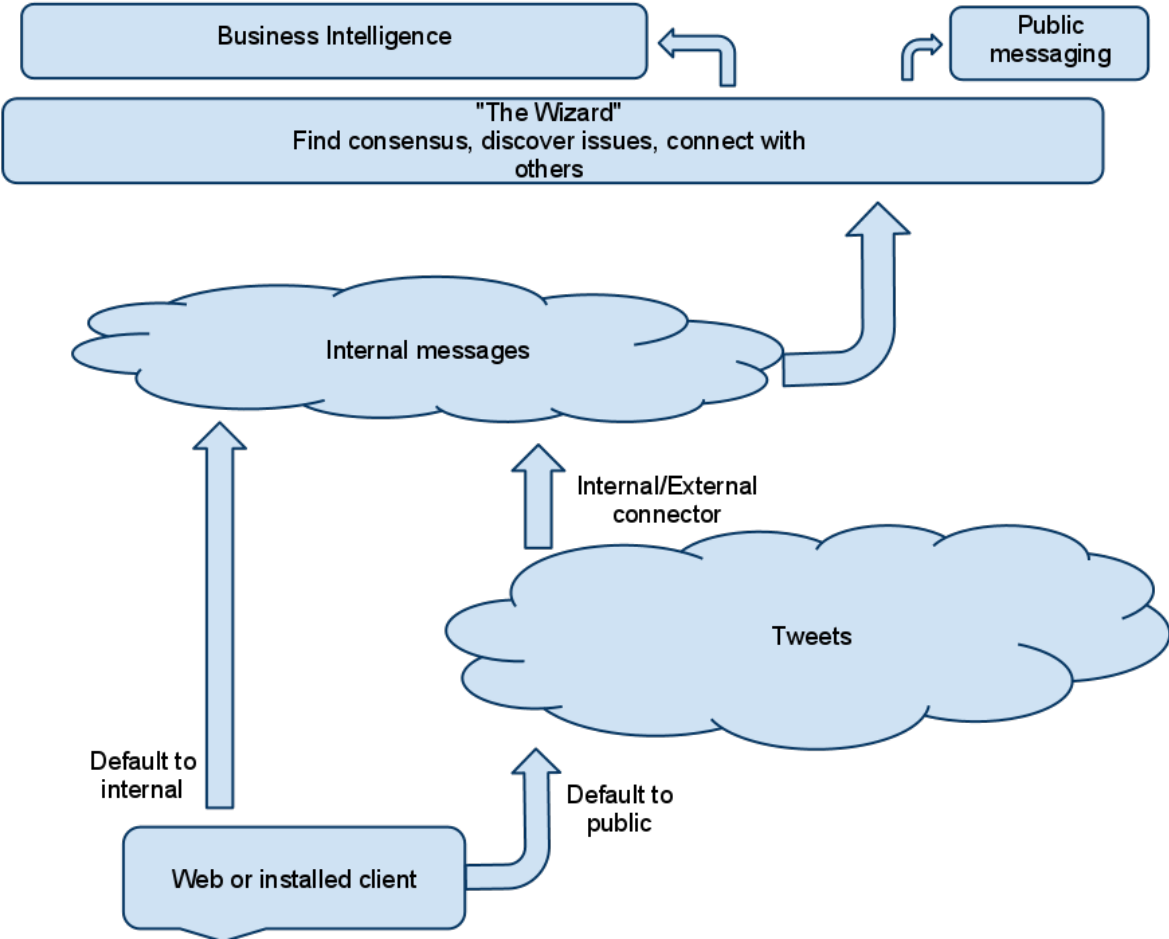 Business Intelligence
Public
messaging
"The Wizard"
Find consensus, discover issues, connect with
others
Internal messages
Internal/External
connector
Tweets
Default to
internal
Default to
public
Web or installed client